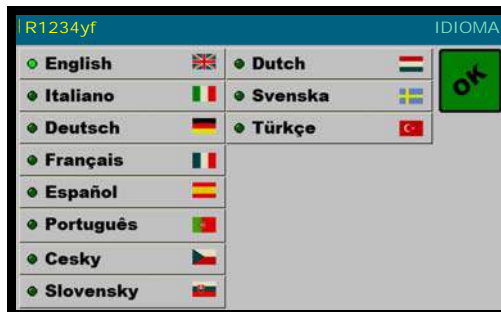 R1234yf IDIOMA
English
Italiano
Deutsch
Français
Español
Português
Cesky
Slovensky
Dutch
Svenska
Türkçe
OK